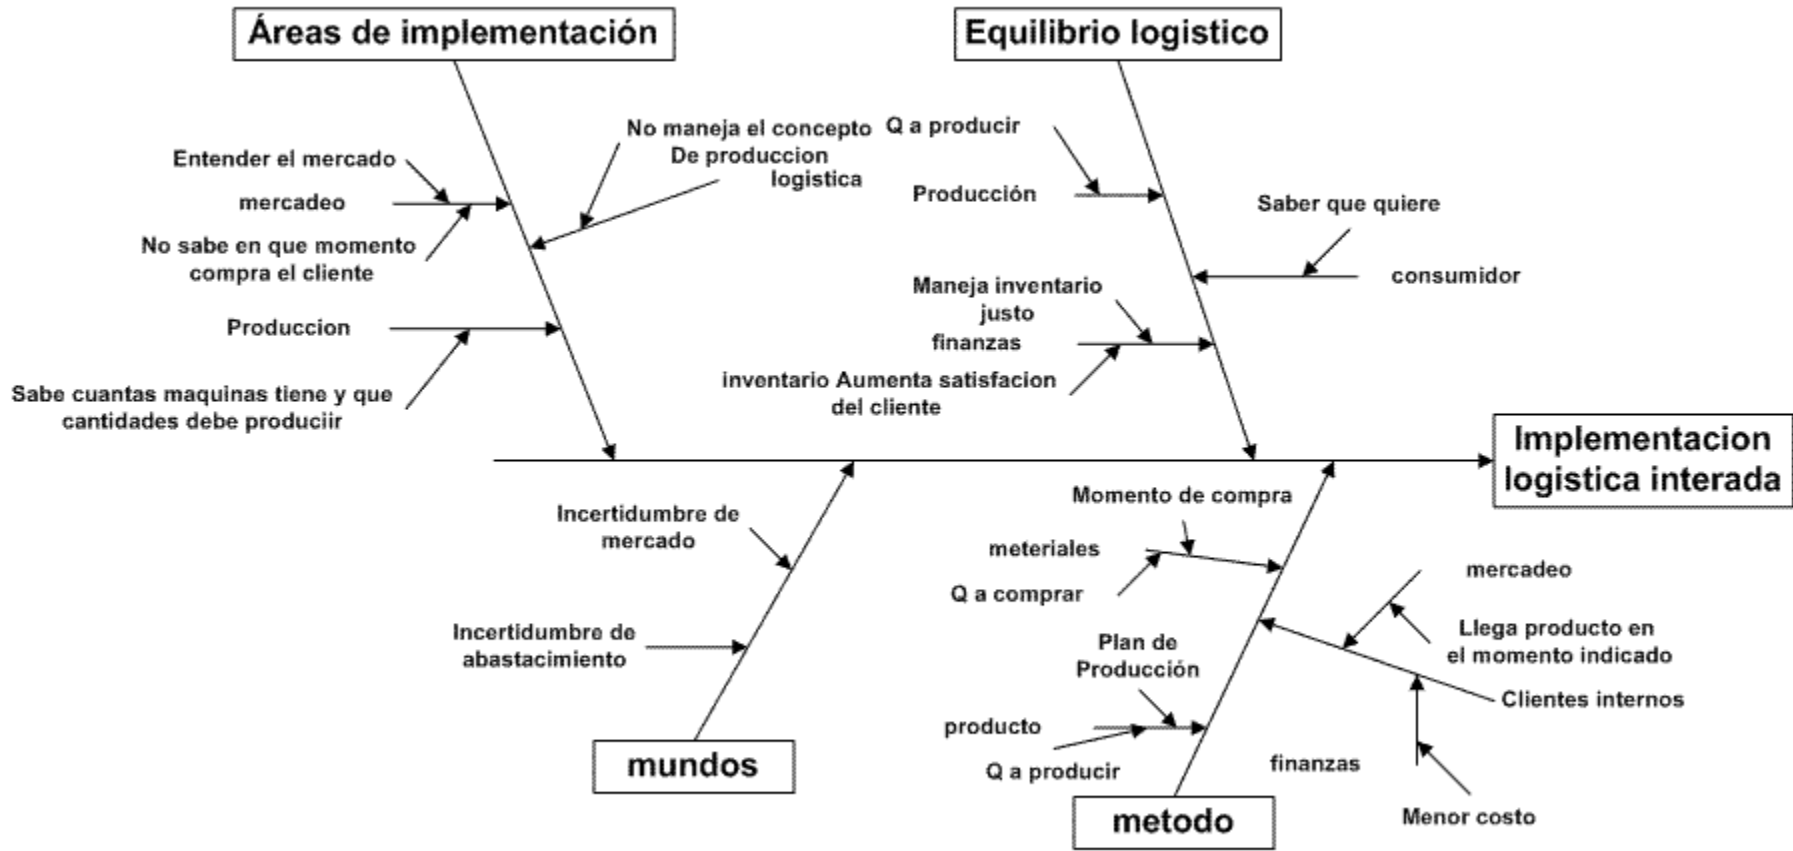 Áreas de implementación
Equilibrio logistico
No maneja el concepto
De produccion
logistica
Entender el mercado
mercadeo
No sabe en que momento
compra el cliente
Produccion
Sabe cuantas maquinas tiene y que
cantidades debe produciir
Q a producir
Producción
Saber que quiere
consumidor
Maneja inventario
justo
finanzas
inventario Aumenta satisfacion
del cliente
Implementacion
logistica interada
Incertidumbre de
mercado
Incertidumbre de
abastacimiento
mundos
Momento de compra
meteriales
Q a comprar
mercadeo
Llega producto en
el momento indicado
Clientes internos
Plan de
Producción
producto
Q a producir
finanzas
Menor costo
metodo